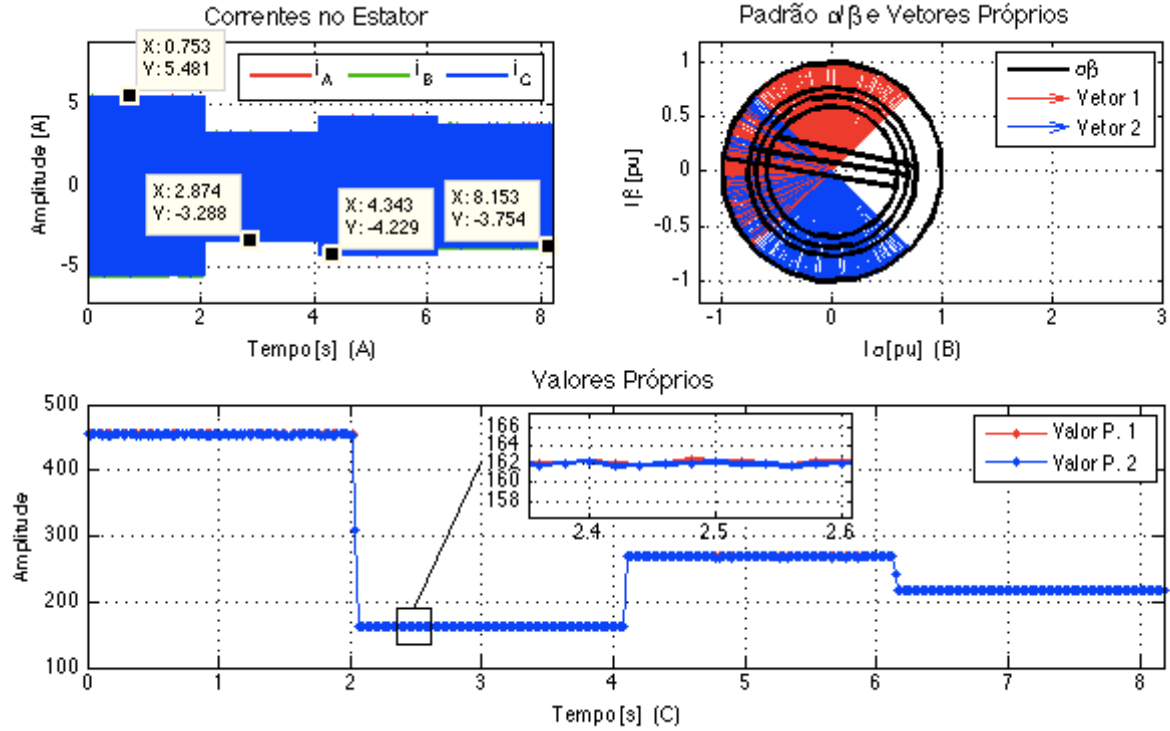 Correntes no Estator
X: 0.753
Y: 5.481
i_A i_B i_C
X: 2.874
Y: -3.288
X: 4.343
Y: -4.229
X: 8.153
Y: -3.754
Amplitude [A]
5
0
-5
0 2 4 6 8
Tempo[s] (A)
Padrão α/β e Vetores Próprios
αβ
Vetor 1
Vetor 2
Iβ [pu]
1
0.5
0
-0.5
-1
-1 0 1 2 3
Iα[pu] (B)
Valores Próprios
Valor P. 1
Valor P. 2
Amplitude
500
400
300
200
100
166
164
162
160
158
2.4 2.5 2.6
0 1 2 3 4 5 6 7 8
Tempo[s] (C)